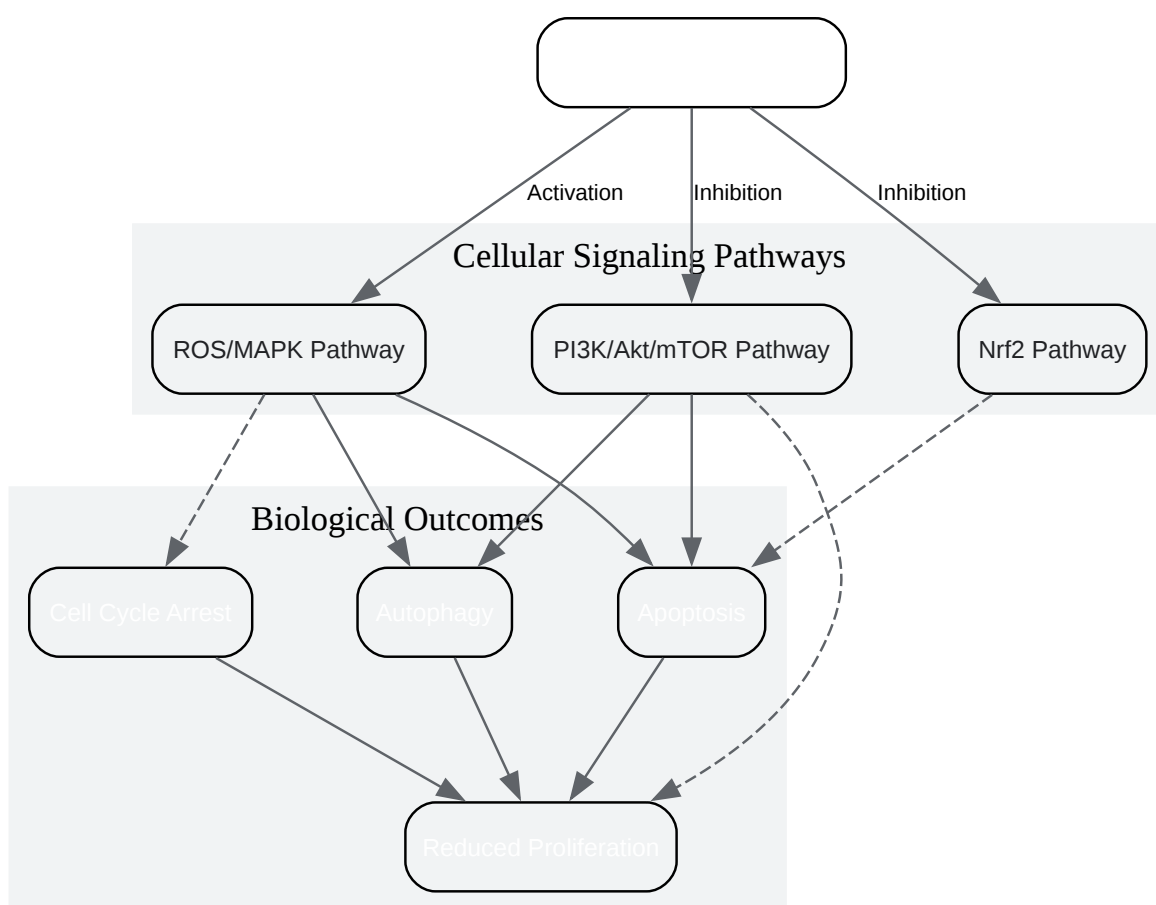 Activation
Inhibition
Inhibition
Cellular Signaling Pathways
ROS/MAPK Pathway
PI3K/Akt/mTOR Pathway
Nrf2 Pathway
Biological Outcomes
Cell Cycle Arrest
Autophagy
Apoptosis
Reduced Proliferation